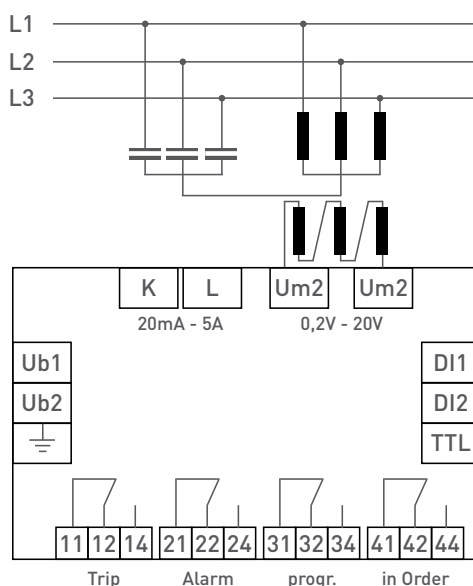 L1
L2
L3
K L Um2 Um2
20mA - 5A 0,2V - 20V
Ub1 DI1
Ub2 DI2
TTL
11 12 14 21 22 24 31 32 34 41 42 44
Trip Alarm progr. in Order